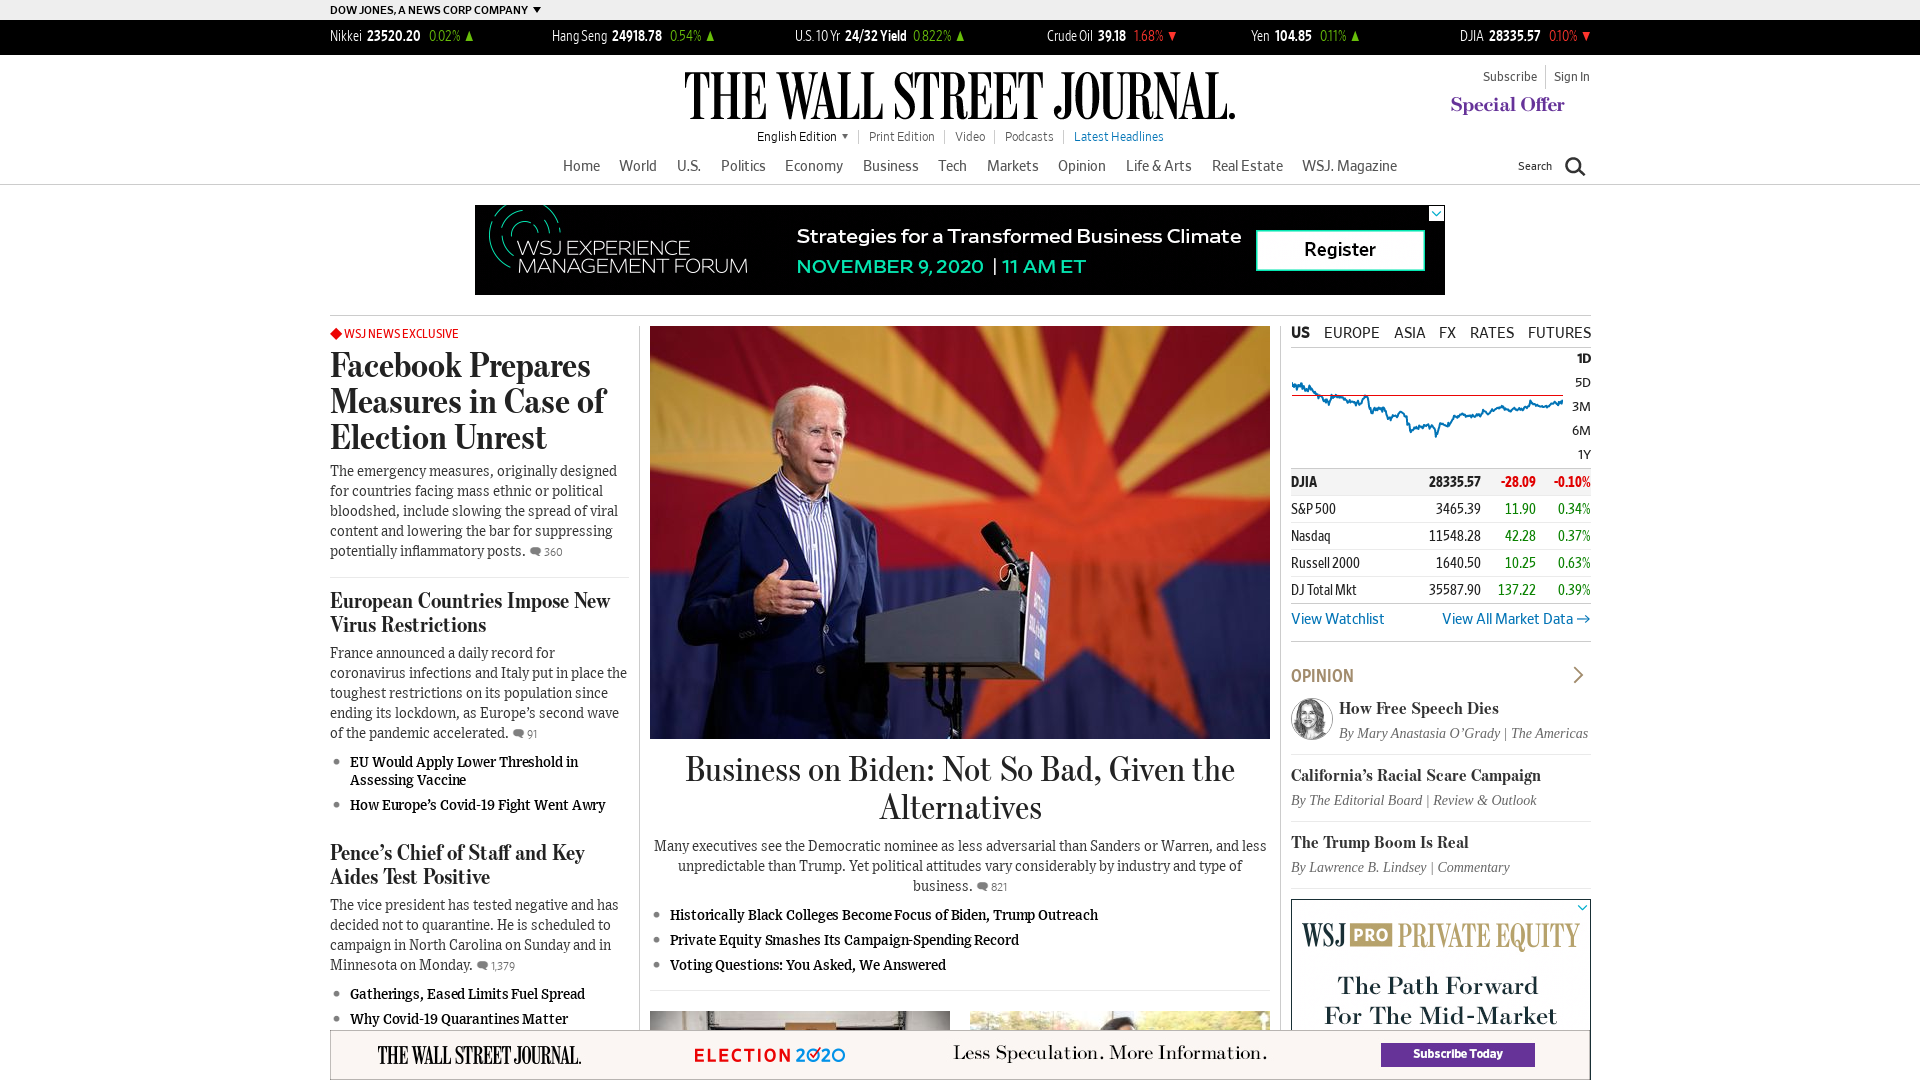 DOW JONES, A NEWS CORP COMPANY
Nikkei 23520.20 0.02% Hang Seng 24918.78 0.54% U.S. 10 Yr 24/32 Yield 0.822% Crude Oil 39.18 1.68% Yen 104.85 0.11% DJIA 28335.57 0.10%
Subscribe Sign In
THE WALL STREET JOURNAL.
Special Offer
English Edition Print Edition Video Podcasts Latest Headlines
Home World U.S. Politics Economy Business Tech Markets Opinion Life & Arts Real Estate WSJ. Magazine Search
WSJ EXPERIENCE
MANAGEMENT FORUM
Strategies for a Transformed Business Climate
NOVEMBER 9, 2020 | 11 AM ET
Register
WSJ NEWS EXCLUSIVE
Facebook Prepares
Measures in Case of
Election Unrest
The emergency measures, originally designed
for countries facing mass ethnic or political
bloodshed, include slowing the spread of viral
content and lowering the bar for suppressing
potentially inflammatory posts. 360
European Countries Impose New
Virus Restrictions
France announced a daily record for
coronavirus infections and Italy put in place the
toughest restrictions on its population since
ending its lockdown, as Europe's second wave
of the pandemic accelerated. 91
EU Would Apply Lower Threshold in
Assessing Vaccine
How Europe's Covid-19 Fight Went Awry
Pence's Chief of Staff and Key
Aides Test Positive
The vice president has tested negative and has
decided not to quarantine. He is scheduled to
campaign in North Carolina on Sunday and in
Minnesota on Monday. 1,379
Gatherings, Eased Limits Fuel Spread
Why Covid-19 Quarantines Matter
Business on Biden: Not So Bad, Given the
Alternatives
Many executives see the Democratic nominee as less adversarial than Sanders or Warren, and less
unpredictable than Trump. Yet political attitudes vary considerably by industry and type of
business. 821
Historically Black Colleges Become Focus of Biden, Trump Outreach
Private Equity Smashes Its Campaign-Spending Record
Voting Questions: You Asked, We Answered
US EUROPE ASIA FX RATES FUTURES
1D
5D
3M
6M
1Y
DJIA 28335.57 -28.09 -0.10%
S&P 500 3465.39 11.90 0.34%
Nasdaq 11548.28 42.28 0.37%
Russell 2000 1640.50 10.25 0.63%
DJ Total Mkt 35587.90 137.22 0.39%
View Watchlist View All Market Data
OPINION
How Free Speech Dies
By Mary Anastasia O'Grady | The Americas
California's Racial Scare Campaign
By The Editorial Board | Review & Outlook
The Trump Boom Is Real
By Lawrence B. Lindsey | Commentary
WSJ PRO PRIVATE EQUITY
The Path Forward
For The Mid-Market
THE WALL STREET JOURNAL. ELECTION 2020 Less Speculation. More Information. Subscribe Today